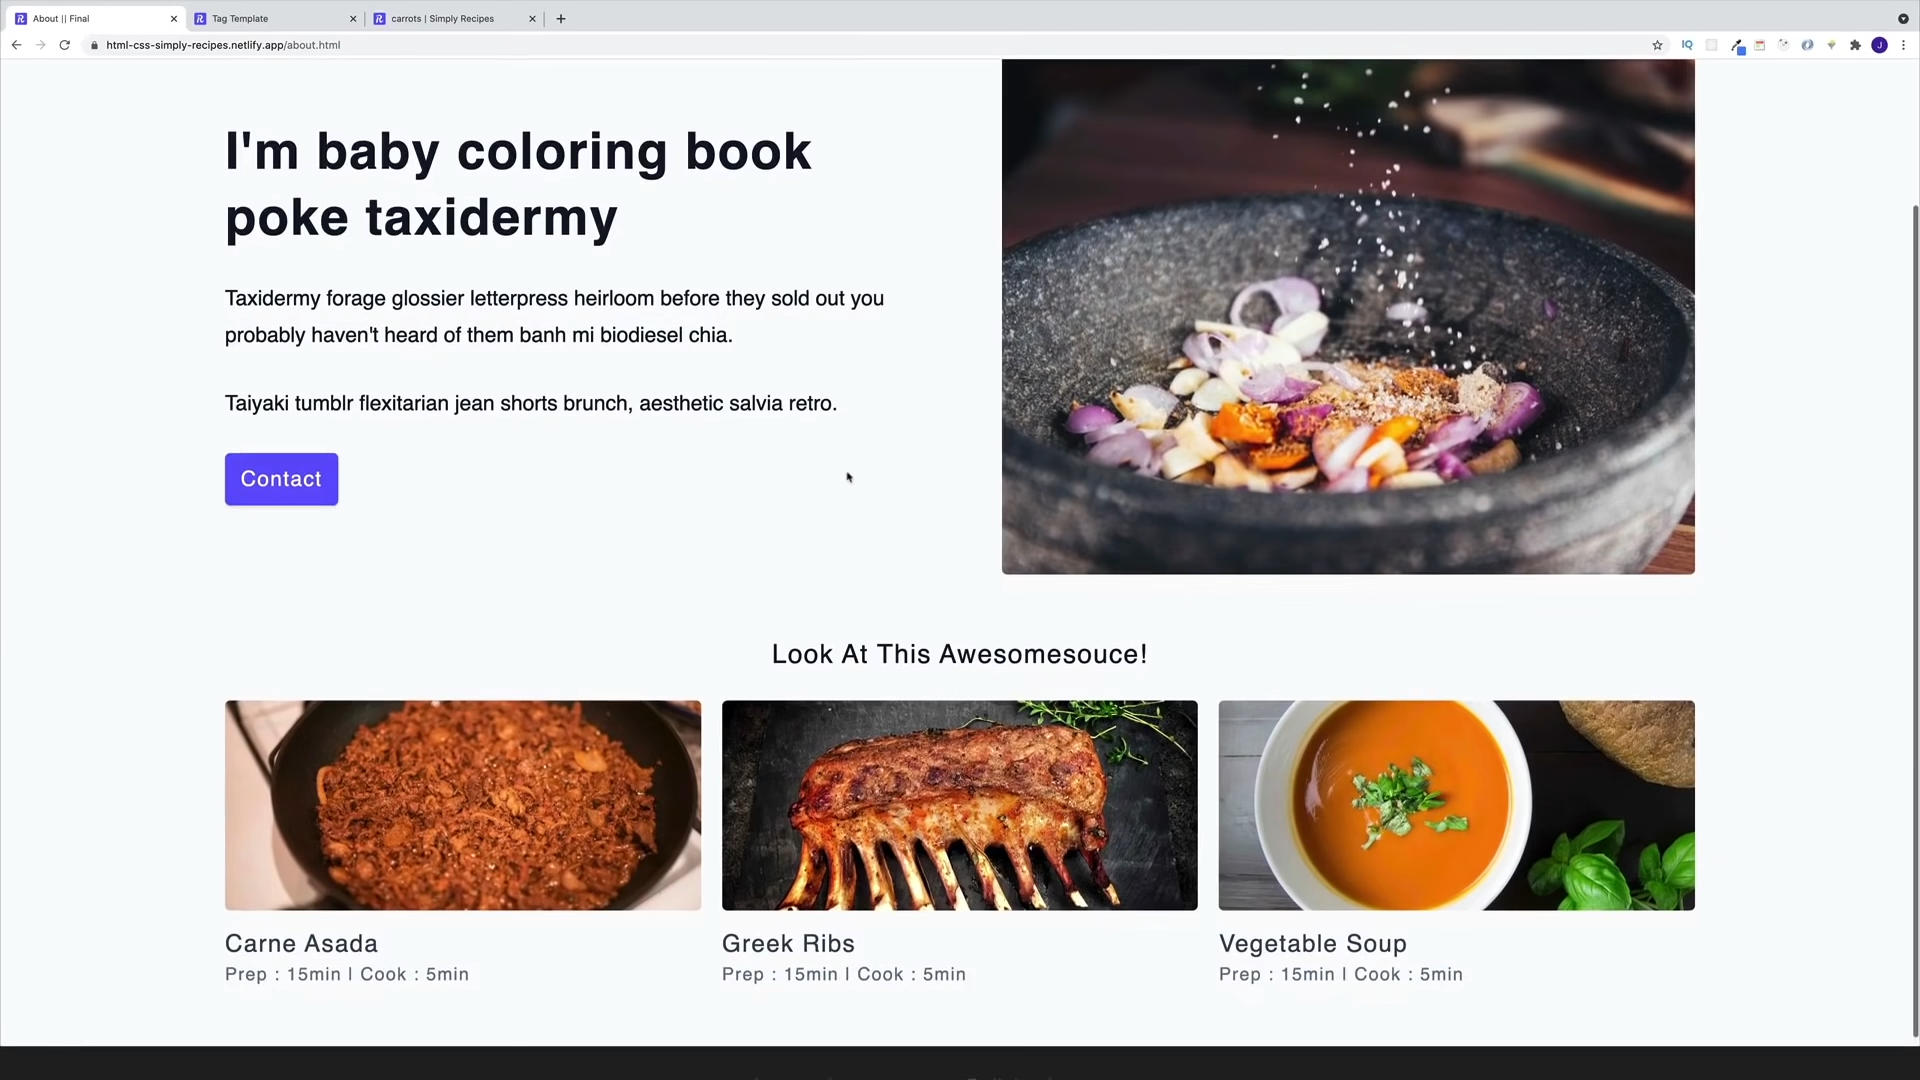 About || Final
Tag Template
carrots | Simply Recipes
html-css-simply-recipes.netlify.app/about.html
IQ
J
I'm baby coloring book
poke taxidermy
Taxidermy forage glossier letterpress heirloom before they sold out you
probably haven't heard of them banh mi biodiesel chia.
Taiyaki tumblr flexitarian jean shorts brunch, aesthetic salvia retro.
Contact
Look At This Awesomesouce!
Carne Asada
Prep : 15min | Cook : 5min
Greek Ribs
Prep : 15min | Cook : 5min
Vegetable Soup
Prep : 15min | Cook : 5min